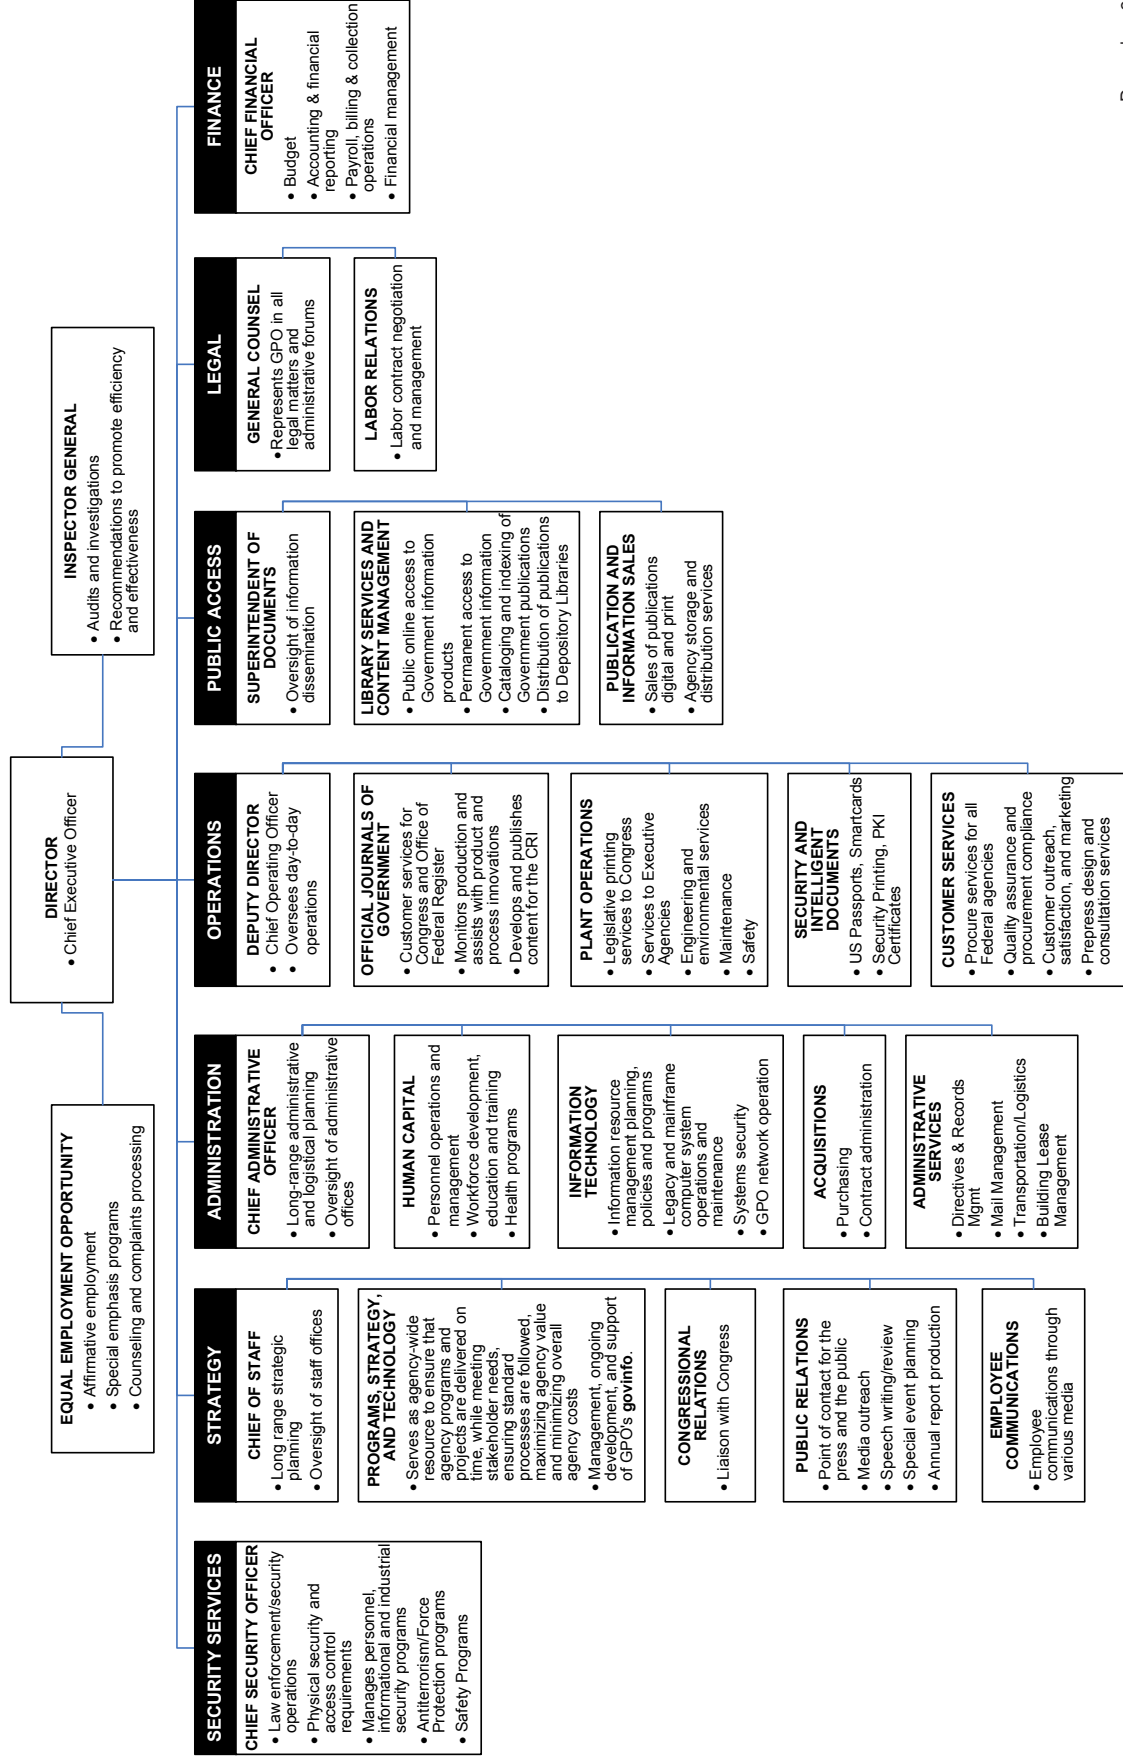 DIRECTOR
• Chief Executive Officer
EQUAL EMPLOYMENT OPPORTUNITY
• Affirmative employment
• Special emphasis programs
• Counseling and complaints processing
INSPECTOR GENERAL
• Audits and investigations
• Recommendations to promote efficiency
and effectiveness
SECURITY SERVICES
CHIEF SECURITY OFFICER
• Law enforcement/security
operations
• Physical security and
access control
requirements
• Manages personnel,
informational and industrial
security programs
• Antiterrorism/Force
Protection programs
• Safety Programs
STRATEGY
CHIEF OF STAFF
• Long range strategic
planning
• Oversight of staff offices
PROGRAMS, STRATEGY,
AND TECHNOLOGY
• Serves as agency-wide
resource to ensure that
agency programs and
projects are delivered on
time, while meeting
stakeholder needs,
ensuring standard
processes are followed,
maximizing agency value
and minimizing overall
agency costs
• Management, ongoing
development, and support
of GPO's govinfo.
CONGRESSIONAL
RELATIONS
• Liaison with Congress
PUBLIC RELATIONS
• Point of contact for the
press and the public
• Media outreach
• Speech writing/review
• Special event planning
• Annual report production
EMPLOYEE
COMMUNICATIONS
• Employee
communications through
various media
ADMINISTRATION
CHIEF ADMINISTRATIVE
OFFICER
• Long-range administrative
and logistical planning
• Oversight of administrative
offices
HUMAN CAPITAL
• Personnel operations and
management
• Workforce development,
education and training
• Health programs
INFORMATION
TECHNOLOGY
• Information resource
management planning,
policies and programs
• Legacy and mainframe
computer system
operations and
maintenance
• Systems security
• GPO network operation
ACQUISITIONS
• Purchasing
• Contract administration
ADMINISTRATIVE
SERVICES
• Directives & Records
Mgmt
• Mail Management
• Transportation/Logistics
• Building Lease
Management
OPERATIONS
DEPUTY DIRECTOR
• Chief Operating Officer
• Oversees day-to-day
operations
OFFICIAL JOURNALS OF
GOVERNMENT
• Customer services for
Congress and Office of
Federal Register
• Monitors production and
assists with product and
process innovations
• Develops and publishes
content for the CRI
PLANT OPERATIONS
• Legislative printing
services to Congress
• Services to Executive
Agencies
• Engineering and
environmental services
• Maintenance
• Safety
SECURITY AND
INTELLIGENT
DOCUMENTS
• US Passports, Smartcards
• Security Printing, PKI
Certificates
CUSTOMER SERVICES
• Procure services for all
Federal agencies
• Quality assurance and
procurement compliance
• Customer outreach,
satisfaction, and marketing
• Prepress design and
consultation services
PUBLIC ACCESS
SUPERINTENDENT OF
DOCUMENTS
• Oversight of information
dissemination
LIBRARY SERVICES AND
CONTENT MANAGEMENT
• Public online access to
Government information
products
• Permanent access to
Government information
• Cataloging and indexing of
Government publications
• Distribution of publications
to Depository Libraries
PUBLICATION AND
INFORMATION SALES
• Sales of publications
digital and print
• Agency storage and
distribution services
LEGAL
GENERAL COUNSEL
• Represents GPO in all
legal matters and
administrative forums
LABOR RELATIONS
• Labor contract negotiation
and management
FINANCE
CHIEF FINANCIAL
OFFICER
• Budget
• Accounting & financial
reporting
• Payroll, billing & collection
operations
• Financial management